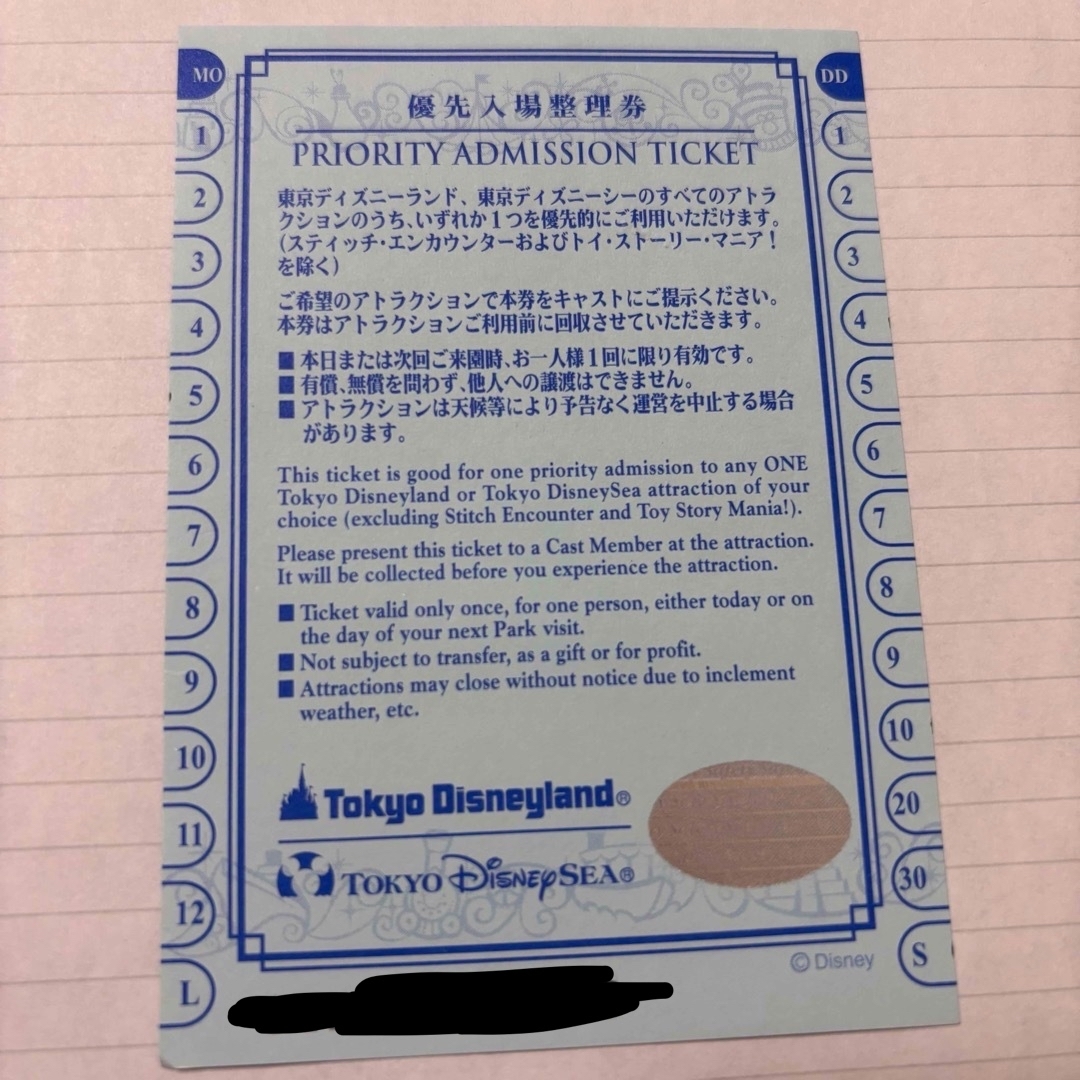 MO
DD
優先入場整理券
PRIORITY ADMISSION TICKET
東京ディズニーランド、東京ディズニーシーのすべてのアトラ
クションのうち、いずれか1つを優先的にご利用いただけます。
(スティッチ・エンカウンターおよびトイ・ストーリー・マニア！
を除く)
ご希望のアトラクションで本券をキャストにご提示ください。
本券はアトラクションご利用前に回収させていただきます。
■ 本日または次回ご来園時、お一人様1回に限り有効です。
■ 有償、無償を問わず、他人への譲渡はできません。
■ アトラクションは天候等により予告なく運営を中止する場合
があります。
This ticket is good for one priority admission to any ONE
Tokyo Disneyland or Tokyo DisneySea attraction of your
choice (excluding Stitch Encounter and Toy Story Mania!).
Please present this ticket to a Cast Member at the attraction.
It will be collected before you experience the attraction.
■ Ticket valid only once, for one person, either today or on
the day of your next Park visit.
■ Not subject to transfer, as a gift or for profit.
■ Attractions may close without notice due to inclement
weather, etc.
Tokyo Disneyland®
TOKYO DISNEYSEA®
© Disney
1
2
3
4
5
6
7
8
9
10
11
12
L
1
2
3
4
5
6
7
8
9
10
20
30
S